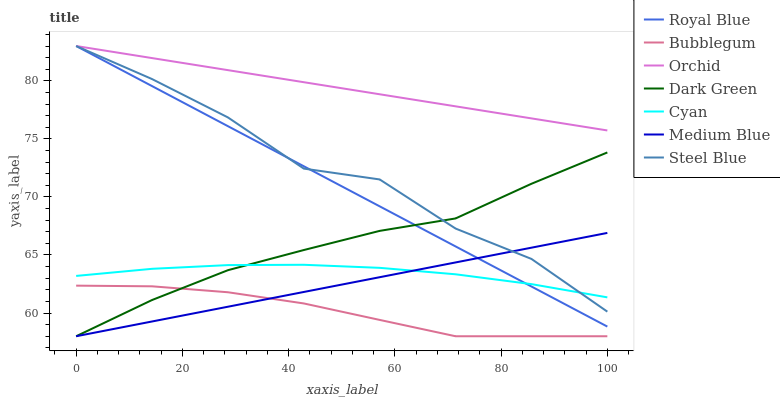 title
Royal Blue
Bubblegum
Orchid
Dark Green
Cyan
Medium Blue
Steel Blue
yaxis_label
80
75
70
65
60
0 20 40 60 80 100
xaxis_label